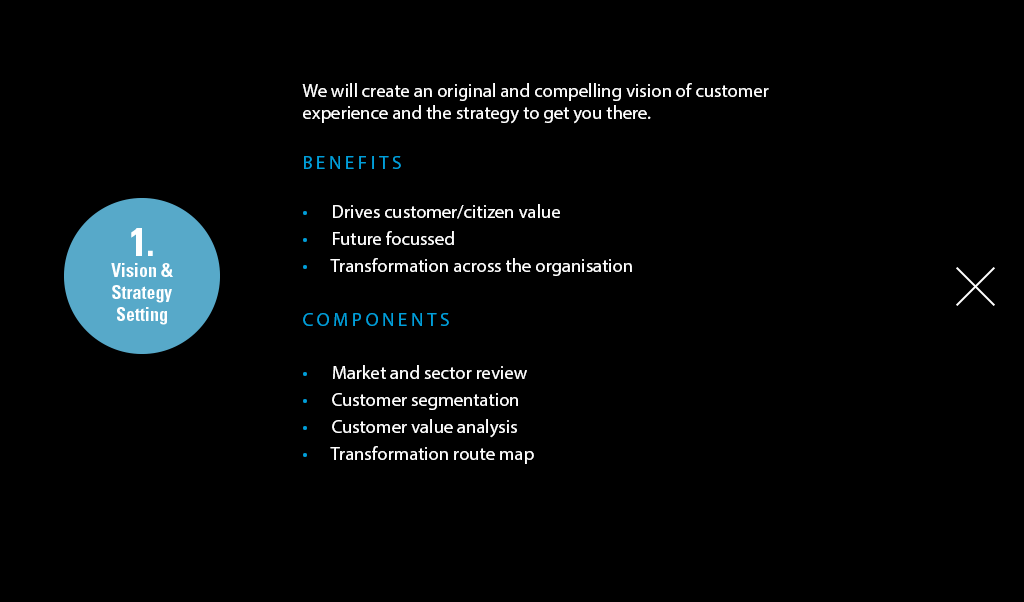 1.
Vision &
Strategy
Setting
We will create an original and compelling vision of customer
experience and the strategy to get you there.
BENEFITS
• Drives customer/citizen value
• Future focussed
• Transformation across the organisation
COMPONENTS
• Market and sector review
• Customer segmentation
• Customer value analysis
• Transformation route map